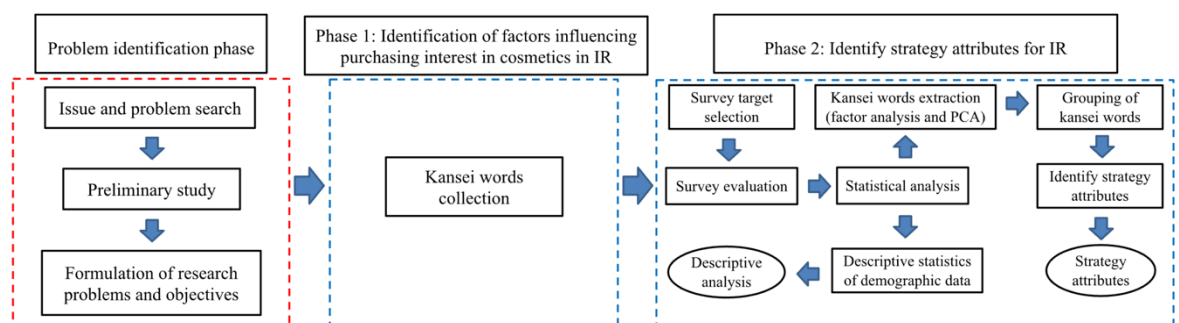 Problem identification phase
Issue and problem search
Preliminary study
Formulation of research
problems and objectives
Phase 1: Identification of factors influencing
purchasing interest in cosmetics in IR
Kansei words
collection
Phase 2: Identify strategy attributes for IR
Survey target
selection
Kansei words extraction
(factor analysis and PCA)
Grouping of
kansei words
Survey evaluation
Statistical analysis
Identify strategy
attributes
Descriptive
analysis
Descriptive statistics
of demographic data
Strategy
attributes